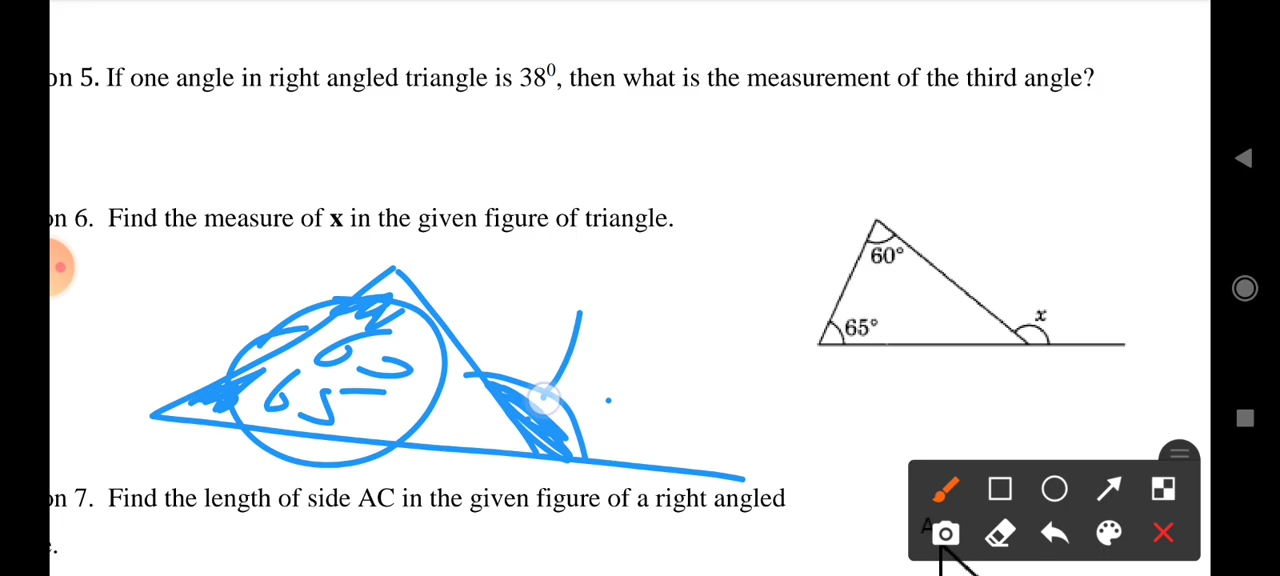 on 5. If one angle in right angled triangle is 38⁰, then what is the measurement of the third angle?
on 6. Find the measure of x in the given figure of triangle.
60°
65°
x
60
65
on 7. Find the length of side AC in the given figure of a right angled
A